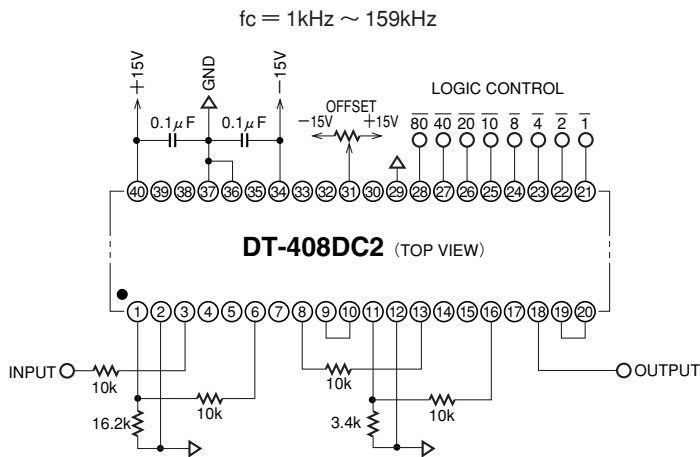 fc = 1kHz ～ 159kHz
+15V
GND
−15V
LOGIC CONTROL
OFFSET
−15V
+15V
0.1μF
0.1μF
80 40 20 10 8 4 2 1
40 39 38 37 36 35 34 33 32 31 30 29 28 27 26 25 24 23 22 21
DT-408DC2 (TOP VIEW)
1 2 3 4 5 6 7 8 9 10 11 12 13 14 15 16 17 18 19 20
INPUT
10k
10k
OUTPUT
10k
10k
16.2k
3.4k